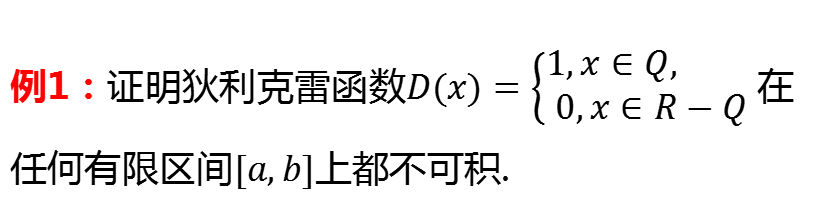 例1：证明狄利克雷函数D(x) = {1, x ∈ Q,
0, x ∈ R − Q 在
任何有限区间[a, b]上都不可积.